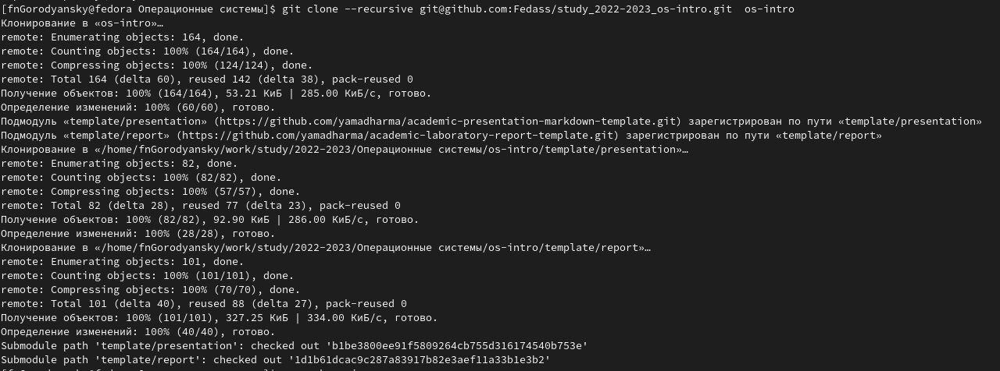 [fnGorodyansky@fedora Операционные системы]$ git clone --recursive git@github.com:Fedass/study_2022-2023_os-intro.git  os-intro
Клонирование в «os-intro»…
remote: Enumerating objects: 164, done.
remote: Counting objects: 100% (164/164), done.
remote: Compressing objects: 100% (124/124), done.
remote: Total 164 (delta 60), reused 142 (delta 38), pack-reused 0
Получение объектов: 100% (164/164), 53.21 КиБ | 285.00 КиБ/с, готово.
Определение изменений: 100% (60/60), готово.
Подмодуль «template/presentation» (https://github.com/yamadharma/academic-presentation-markdown-template.git) зарегистрирован по пути «template/presentation»
Подмодуль «template/report» (https://github.com/yamadharma/academic-laboratory-report-template.git) зарегистрирован по пути «template/report»
Клонирование в «/home/fnGorodyansky/work/study/2022-2023/Операционные системы/os-intro/template/presentation»…
remote: Enumerating objects: 82, done.
remote: Counting objects: 100% (82/82), done.
remote: Compressing objects: 100% (57/57), done.
remote: Total 82 (delta 28), reused 77 (delta 23), pack-reused 0
Получение объектов: 100% (82/82), 92.90 КиБ | 286.00 КиБ/с, готово.
Определение изменений: 100% (28/28), готово.
Клонирование в «/home/fnGorodyansky/work/study/2022-2023/Операционные системы/os-intro/template/report»…
remote: Enumerating objects: 101, done.
remote: Counting objects: 100% (101/101), done.
remote: Compressing objects: 100% (70/70), done.
remote: Total 101 (delta 40), reused 88 (delta 27), pack-reused 0
Получение объектов: 100% (101/101), 327.25 КиБ | 334.00 КиБ/с, готово.
Определение изменений: 100% (40/40), готово.
Submodule path 'template/presentation': checked out 'b1be3800ee91f5809264cb755d316174540b753e'
Submodule path 'template/report': checked out '1d1b61dcac9c287a83917b82e3aef11a33b1e3b2'